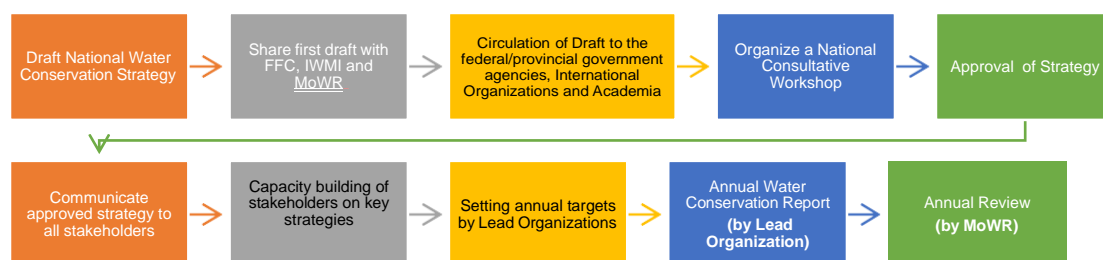 Draft National Water
Conservation Strategy
Share first draft with
FFC, IWMI and
MoWR
Circulation of Draft to the
federal/provincial government
agencies, International
Organizations and Academia
Organize a National
Consultative
Workshop
Approval of Strategy
Communicate
approved strategy to
all stakeholders
Capacity building of
stakeholders on key
strategies
Setting annual targets
by Lead Organizations
Annual Water
Conservation Report
(by Lead
Organization)
Annual Review
(by MoWR)